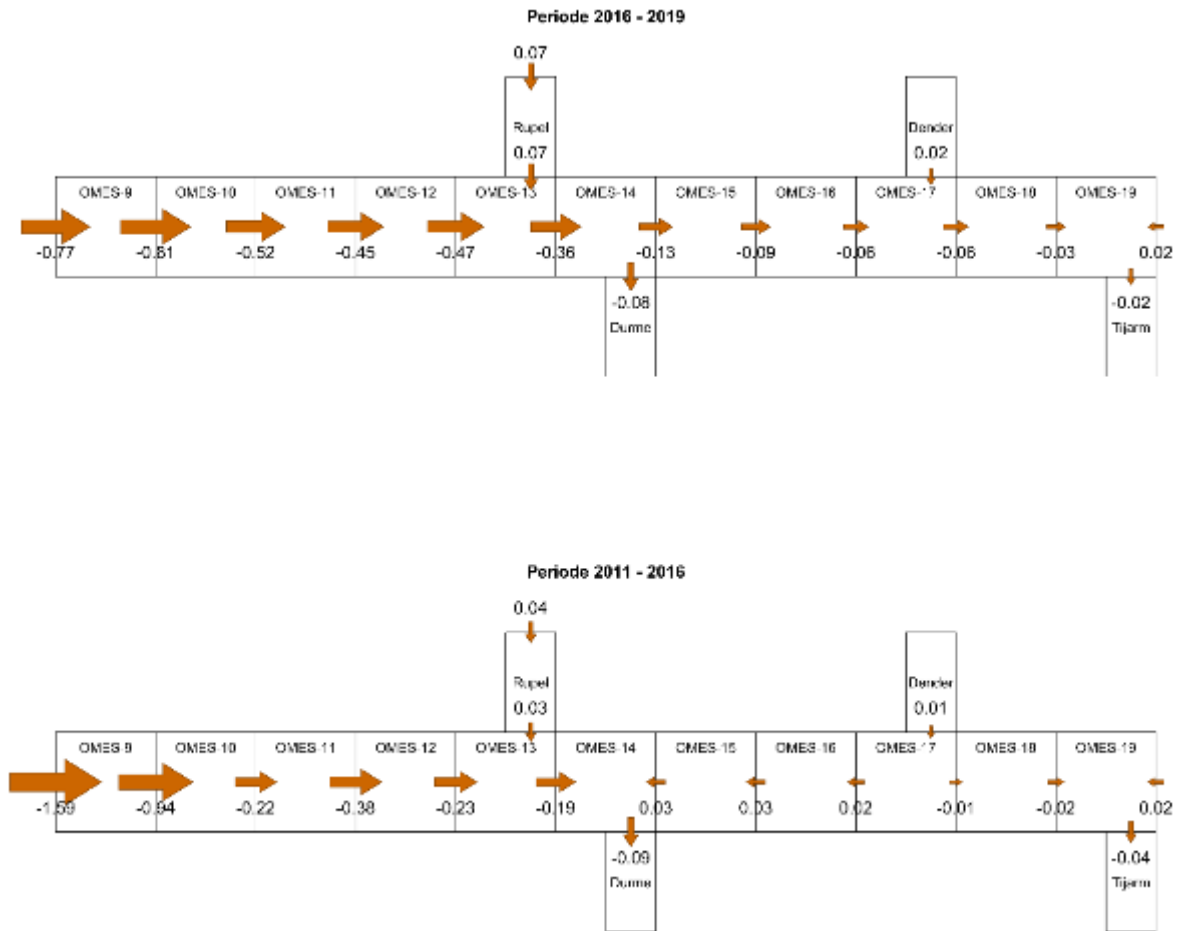 Periode 2016 - 2019
0.07
Rupel
0.07
Dender
0.02
OMES-9 OMES-10 OMES-11 OMES-12 OMES-13 OMES-14 OMES-15 OMES-16 OMES-17 OMES-18 OMES-19
-0.77 -0.81 -0.52 -0.45 -0.47 -0.36 -0.13 -0.09 -0.06 -0.06 -0.03 0.02
-0.08
Durme
-0.02
Tijarm
Periode 2011 - 2016
0.04
Rupel
0.03
Dender
0.01
OMES-9 OMES-10 OMES-11 OMES-12 OMES-13 OMES-14 OMES-15 OMES-16 OMES-17 OMES-18 OMES-19
-1.59 -0.94 -0.22 -0.38 -0.23 -0.19 0.03 0.03 0.02 -0.01 -0.02 0.02
-0.09
Durme
-0.04
Tijarm